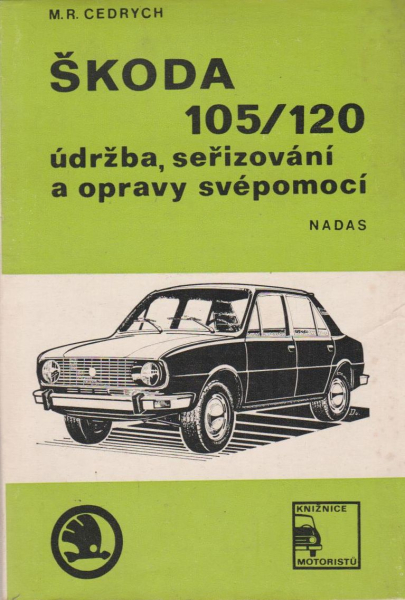 M. R. CEDRYCH
ŠKODA
105/120
údržba, seřizování
a opravy svépomocí
NADAS
KNIŽNICE
MOTORISTŮ